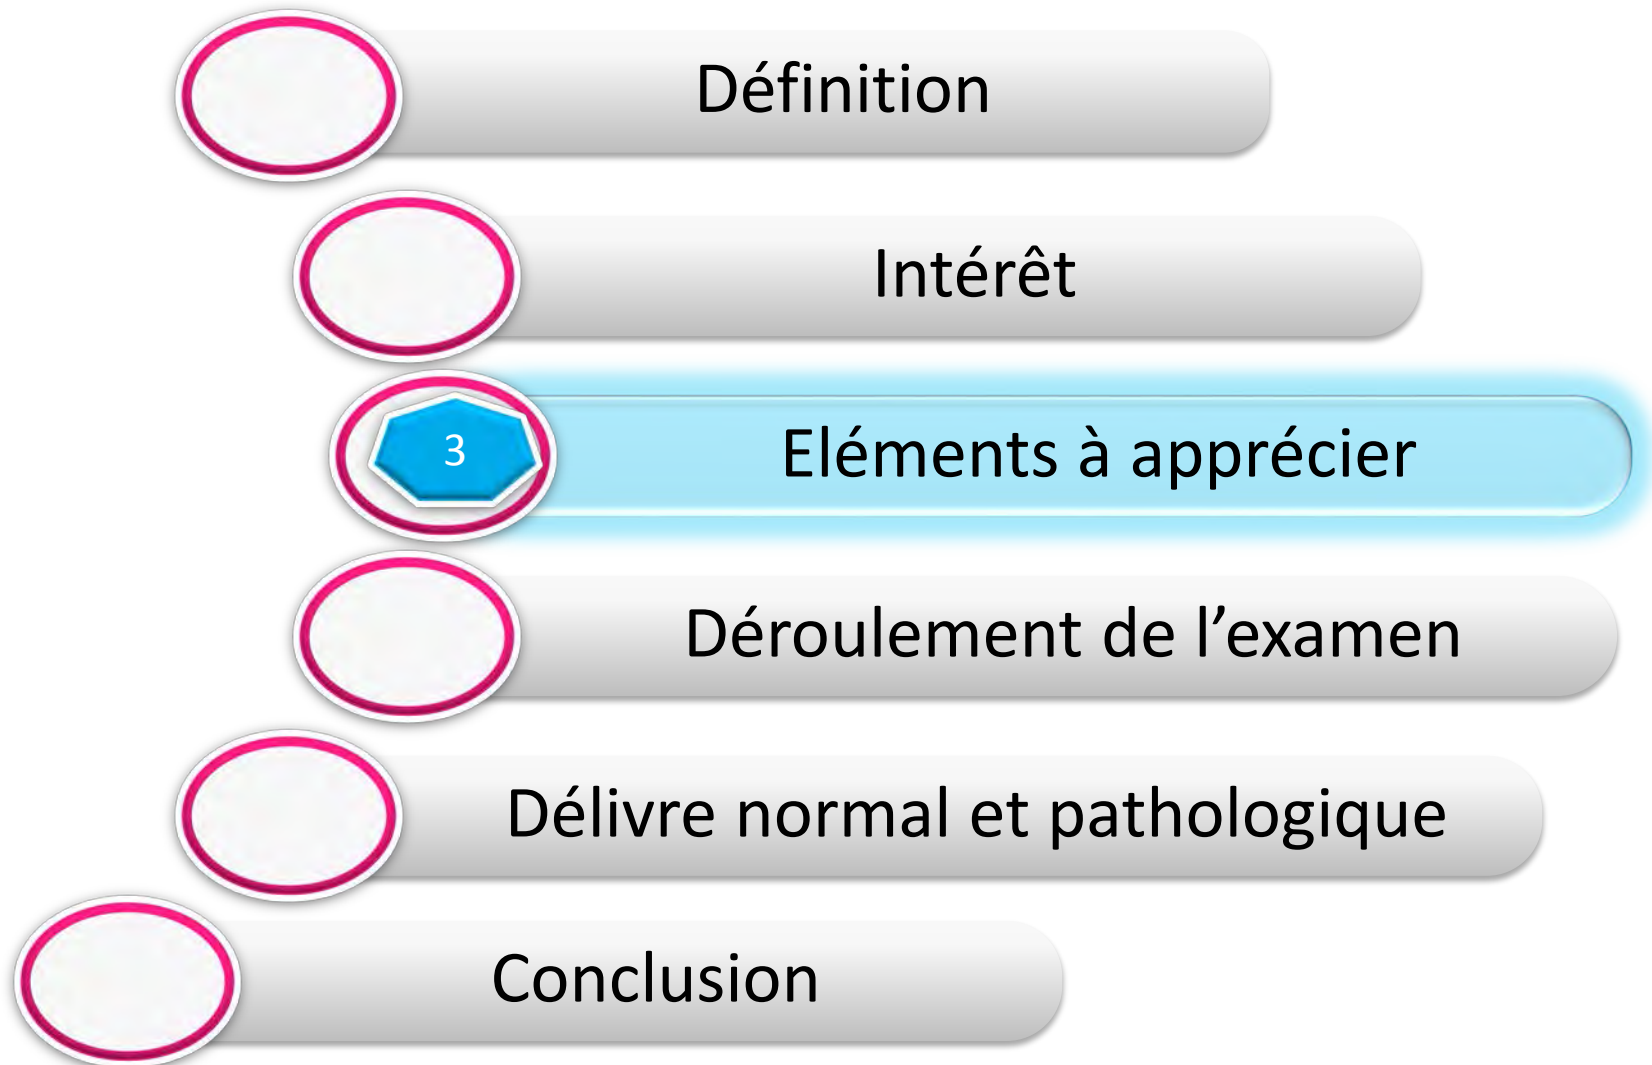 Définition
Intérêt
3 Eléments à apprécier
Déroulement de l’examen
Délivre normal et pathologique
Conclusion